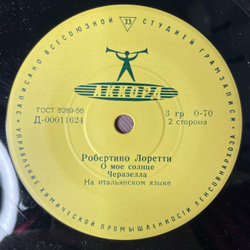 ЗАПИСАНО ВСЕСОЮЗНОЙ СТУДИЕЙ ГРАМЗАПИСИ
33
АККОРД
ГОСТ 5289-56
Д-00011624
3 гр 0-70
2 сторона
Робертино Лоретти
О мое солнце
Черазелла
На итальянском языке
УПРАВЛЕНИЕ ХИМИЧЕСКОЙ ПРОМЫШЛЕННОСТИ ЛЕНСОВНАРХОЗА